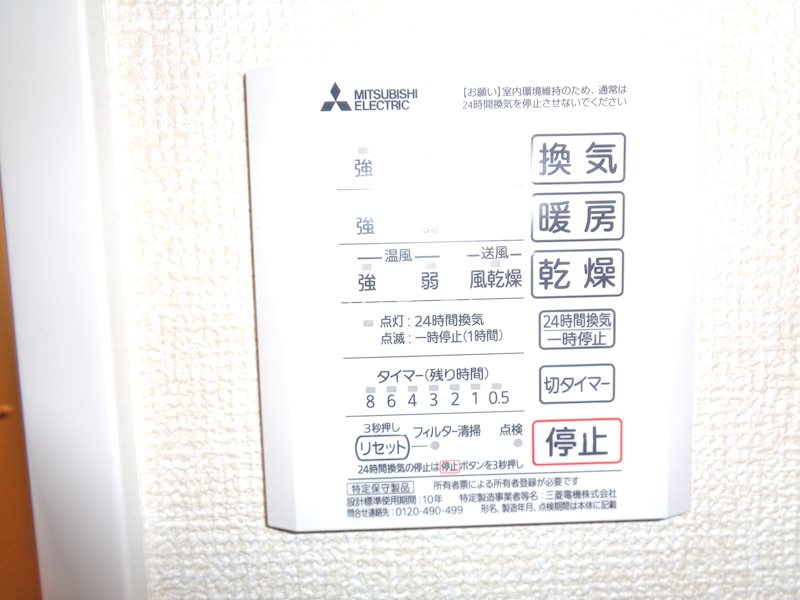 MITSUBISHI
ELECTRIC
【お願い】室内環境維持のため、通常は
24時間換気を停止させないでください
強
換気
強
暖房
温風 送風
強 弱 風乾燥
乾燥
点灯：24時間換気
点滅：一時停止(1時間)
24時間換気
一時停止
タイマー(残り時間)
8 6 4 3 2 1 0.5
切タイマー
3秒押し
リセット フィルター清掃 点検
停止
24時間換気の停止は停止ボタンを3秒押し
特定保守製品 所有者票による所有者登録が必要です
設計標準使用期間：10年 特定製造事業者等名：三菱電機株式会社
問合せ連絡先：0120-490-499 形名、製造年月、点検期間は本体に記載